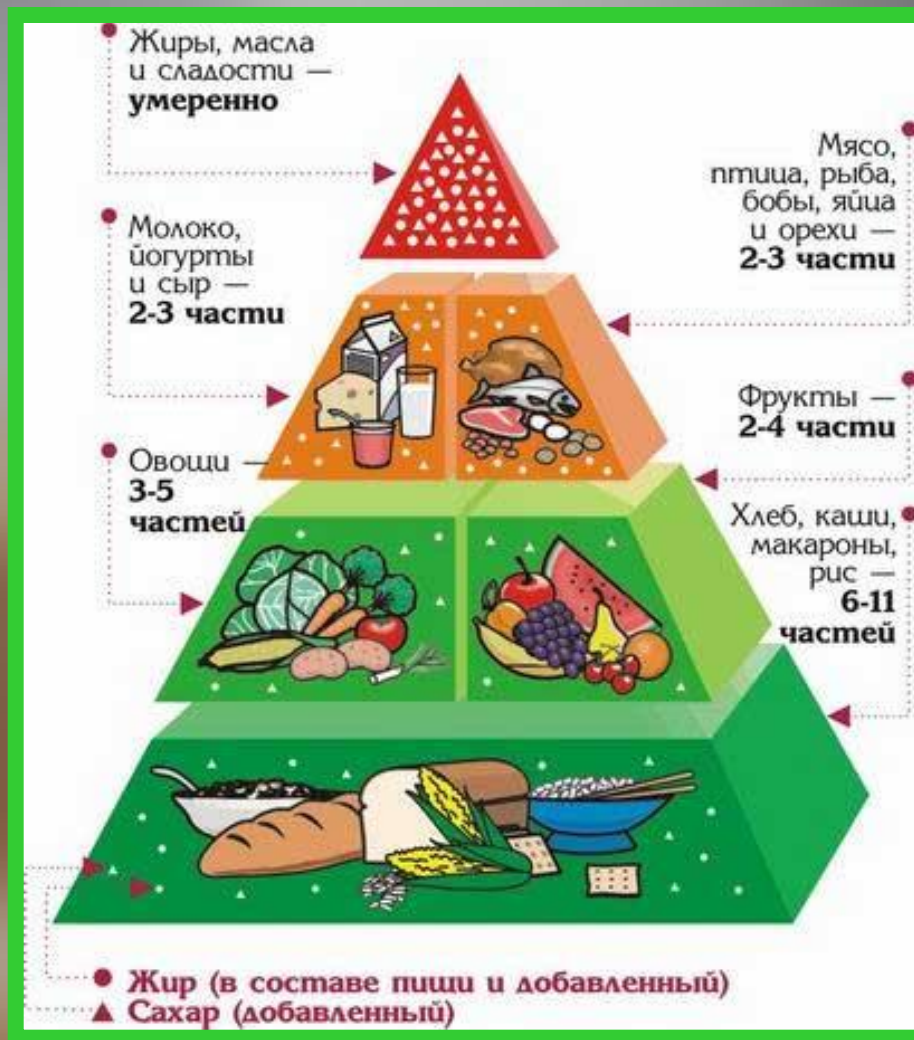 Жиры, масла
и сладости —
умеренно
Мясо,
птица, рыба,
бобы, яйца
и орехи —
2-3 части
Молоко,
йогурты
и сыр —
2-3 части
Фрукты —
2-4 части
Овощи —
3-5
частей
Хлеб, каши,
макароны,
рис —
6-11
частей
Жир (в составе пищи и добавленный)
Сахар (добавленный)